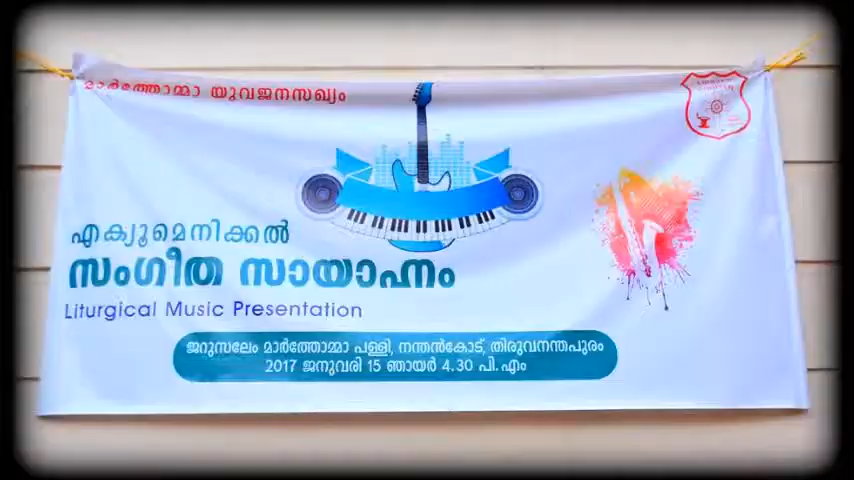 മാർത്തോമ്മാ യുവജനസഖ്യം
എക്യൂമെനിക്കൽ
സംഗീത സായാഹ്നം
Liturgical Music Presentation
ജറുസലേം മാർത്തോമ്മാ പള്ളി, നന്തൻകോട്, തിരുവനന്തപുരം
2017 ജനുവരി 15 ഞായർ 4.30 പി.എം